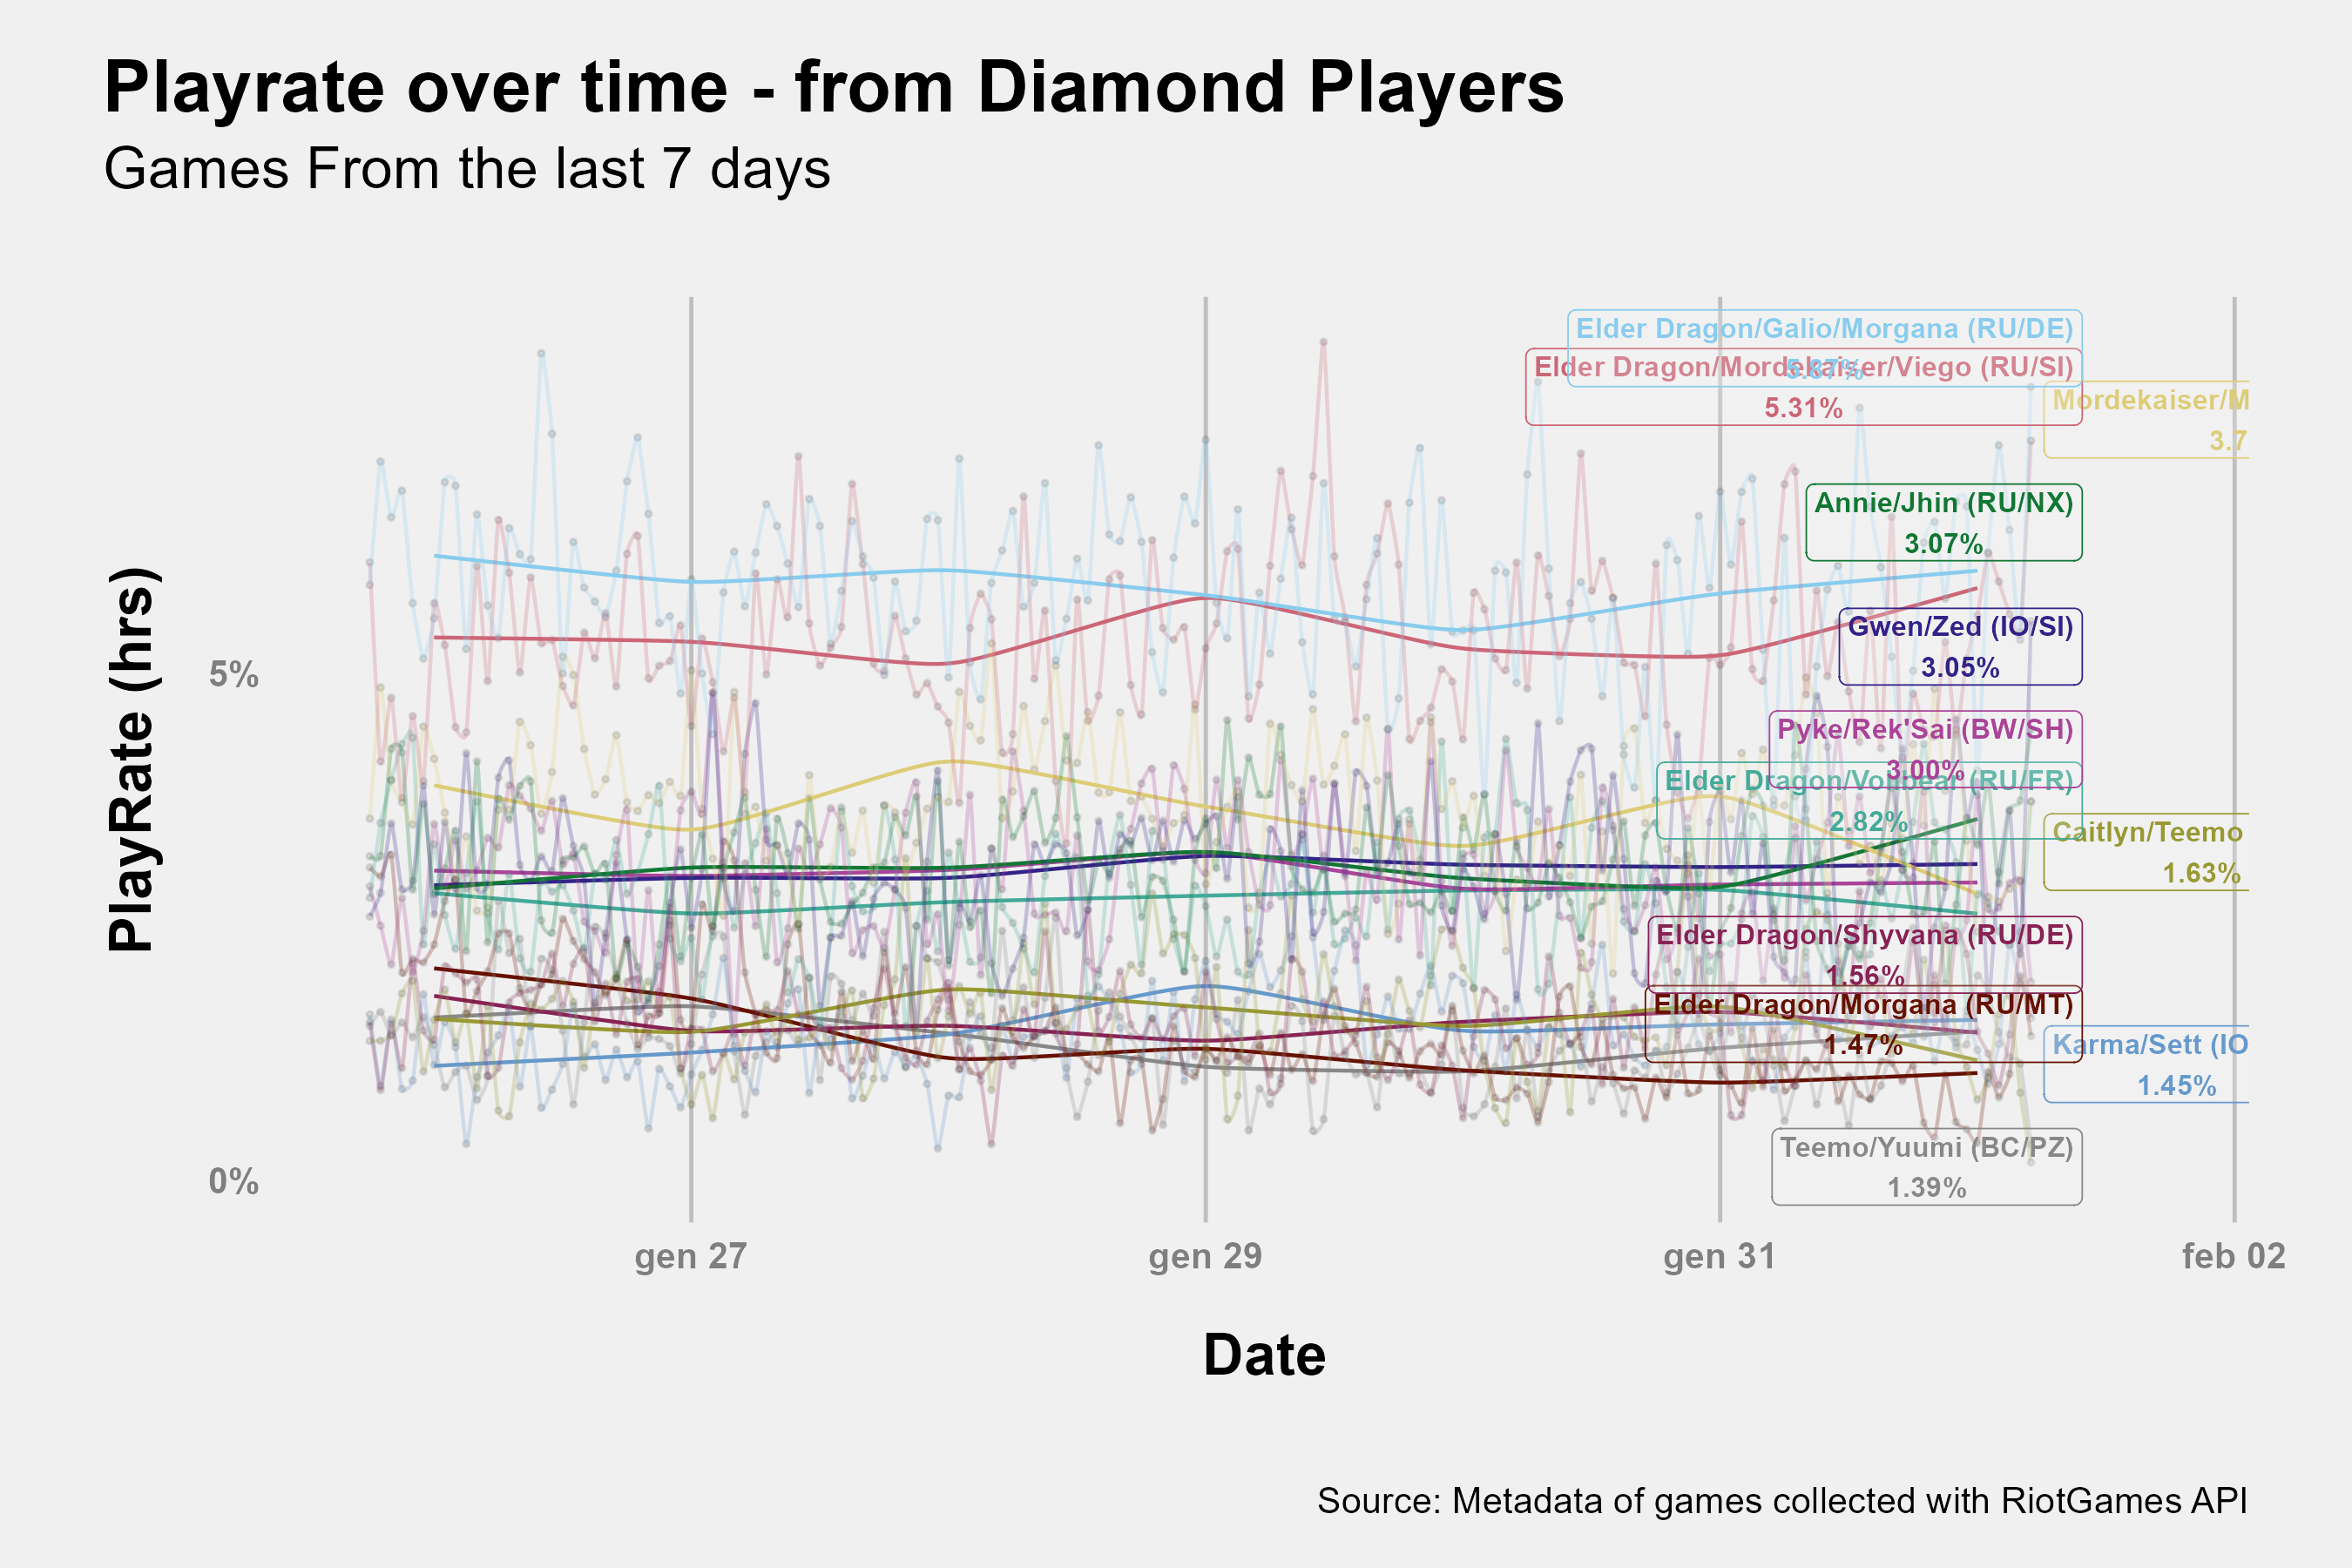 Playrate over time - from Diamond Players
Games From the last 7 days
PlayRate (hrs)
5%
0%
Elder Dragon/Galio/Morgana (RU/DE)
Elder Dragon/Mordekaiser/Viego (RU/SI)
5.31%
Mordekaiser/M
3.7
Annie/Jhin (RU/NX)
3.07%
Gwen/Zed (IO/SI)
3.05%
Pyke/Rek'Sai (BW/SH)
3.00%
Elder Dragon/Volibear (RU/FR)
2.82%
Caitlyn/Teemo
1.63%
Elder Dragon/Shyvana (RU/DE)
1.56%
Elder Dragon/Morgana (RU/MT)
1.47%
Karma/Sett (IO
1.45%
Teemo/Yuumi (BC/PZ)
1.39%
gen 27
gen 29
gen 31
feb 02
Date
Source: Metadata of games collected with RiotGames API